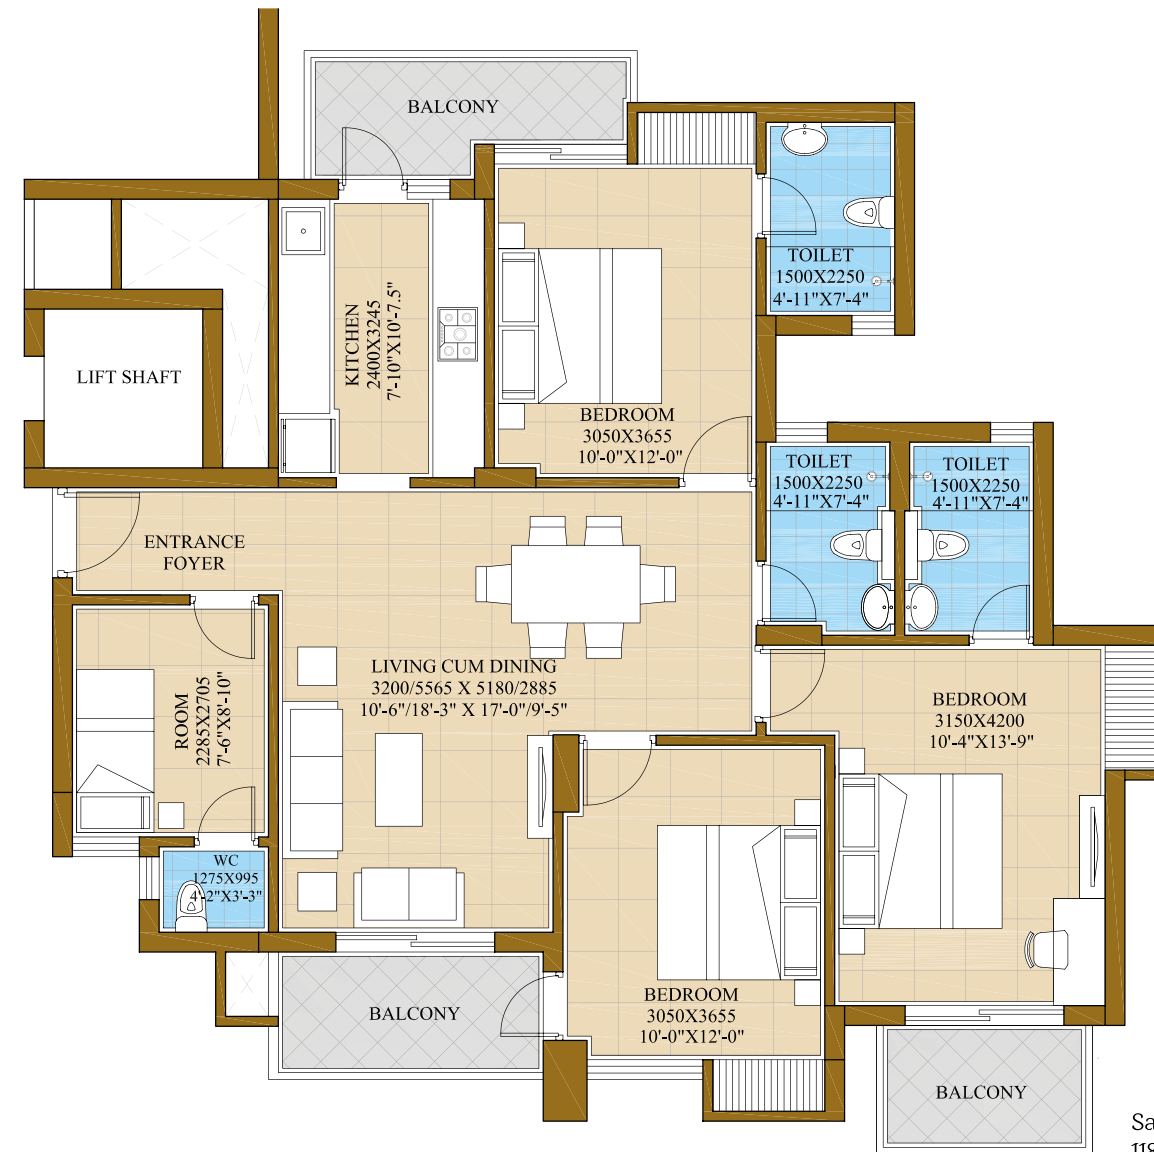 BALCONY
TOILET
1500X2250
4'-11"X7'-4"
KITCHEN
2400X3245
7'-10"X10'-7.5"
LIFT SHAFT
BEDROOM
3050X3655
10'-0"X12'-0"
TOILET
1500X2250
4'-11"X7'-4"
TOILET
1500X2250
4'-11"X7'-4"
ENTRANCE
FOYER
LIVING CUM DINING
3200/5565 X 5180/2885
10'-6"/18'-3" X 17'-0"/9'-5"
ROOM
2285X2705
7'-6"X8'-10"
BEDROOM
3150X4200
10'-4"X13'-9"
WC
1275X995
4'-2"X3'-3"
BALCONY
BEDROOM
3050X3655
10'-0"X12'-0"
BALCONY
Sa